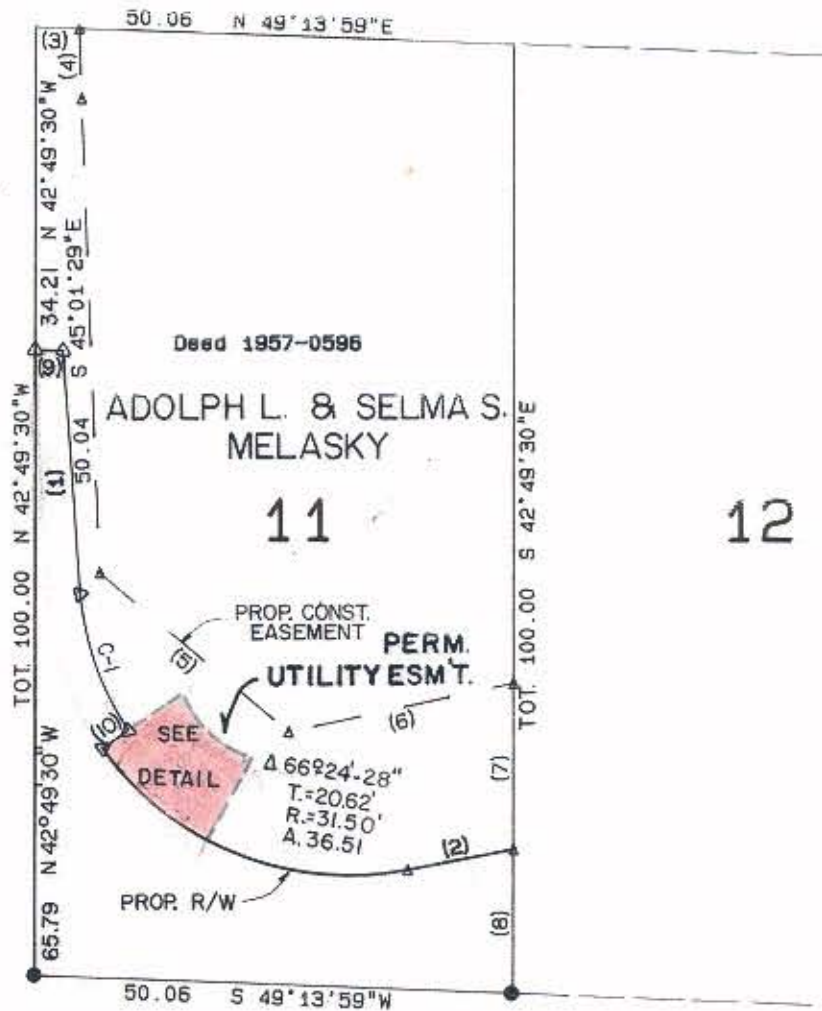 50.06 N 49°13'59"E
(3)
(4)
34.21 N 42°49'30"W
S 45°01'29"E
50.04
(9)
Deed 1957-0596
ADOLPH L. & SELMA S.
MELASKY
11
12
TOT. 100.00 N 42°49'30"W
(1)
TOT. 100.00 S 42°49'30"E
PROP. CONST.
EASEMENT
PERM.
UTILITY ESM'T.
(5)
C-1
(6)
(10)
SEE
DETAIL
Δ 66º24'-28"
T.=20.62'
R.=31.50'
A. 36.51
(7)
(2)
PROP. R/W
(8)
65.79 N 42°49'30"W
50.06 S 49°13'59"W